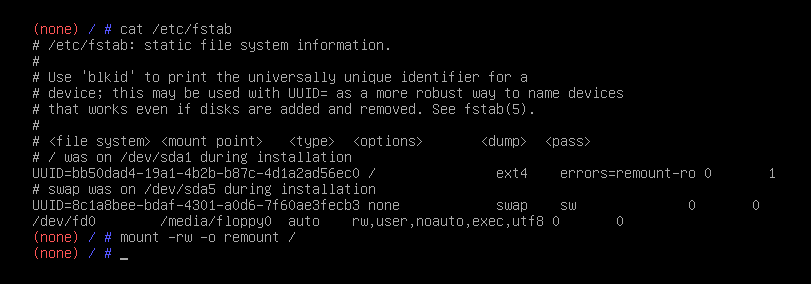 (none) / # cat /etc/fstab
# /etc/fstab: static file system information.
#
# Use 'blkid' to print the universally unique identifier for a
# device; this may be used with UUID= as a more robust way to name devices
# that works even if disks are added and removed. See fstab(5).
#
# <file system> <mount point>   <type>  <options>       <dump>  <pass>
# / was on /dev/sda1 during installation
UUID=bb50dad4-19a1-4b2b-b87c-4d1a2ad56ec0 /               ext4    errors=remount-ro 0       1
# swap was on /dev/sda5 during installation
UUID=8c1a8bee-bdaf-4301-a0d6-7f60ae3fecb3 none            swap    sw              0       0
/dev/fd0        /media/floppy0  auto    rw,user,noauto,exec,utf8 0       0
(none) / # mount -rw -o remount /
(none) / # _